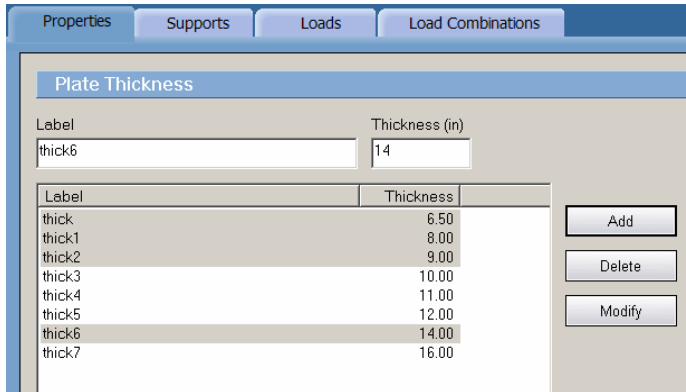 Properties Supports Loads Load Combinations
Plate Thickness
Label Thickness (in)
thick6 14
Label Thickness
thick 6.50
thick1 8.00
thick2 9.00
thick3 10.00
thick4 11.00
thick5 12.00
thick6 14.00
thick7 16.00
Add
Delete
Modify